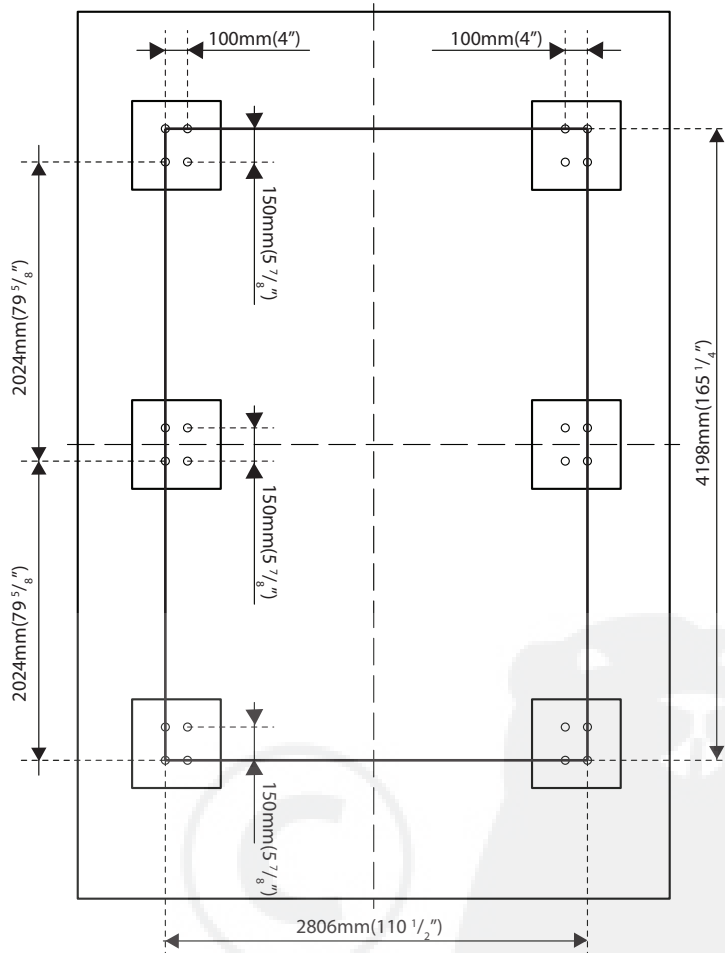 100mm(4″)
100mm(4″)
150mm(5 ⁷/₈″)
2024mm(79 ⁵/₈″)
4198mm(165 ¹/₄″)
150mm(5 ⁷/₈″)
2024mm(79 ⁵/₈″)
150mm(5 ⁷/₈″)
2806mm(110 ¹/₂″)
©